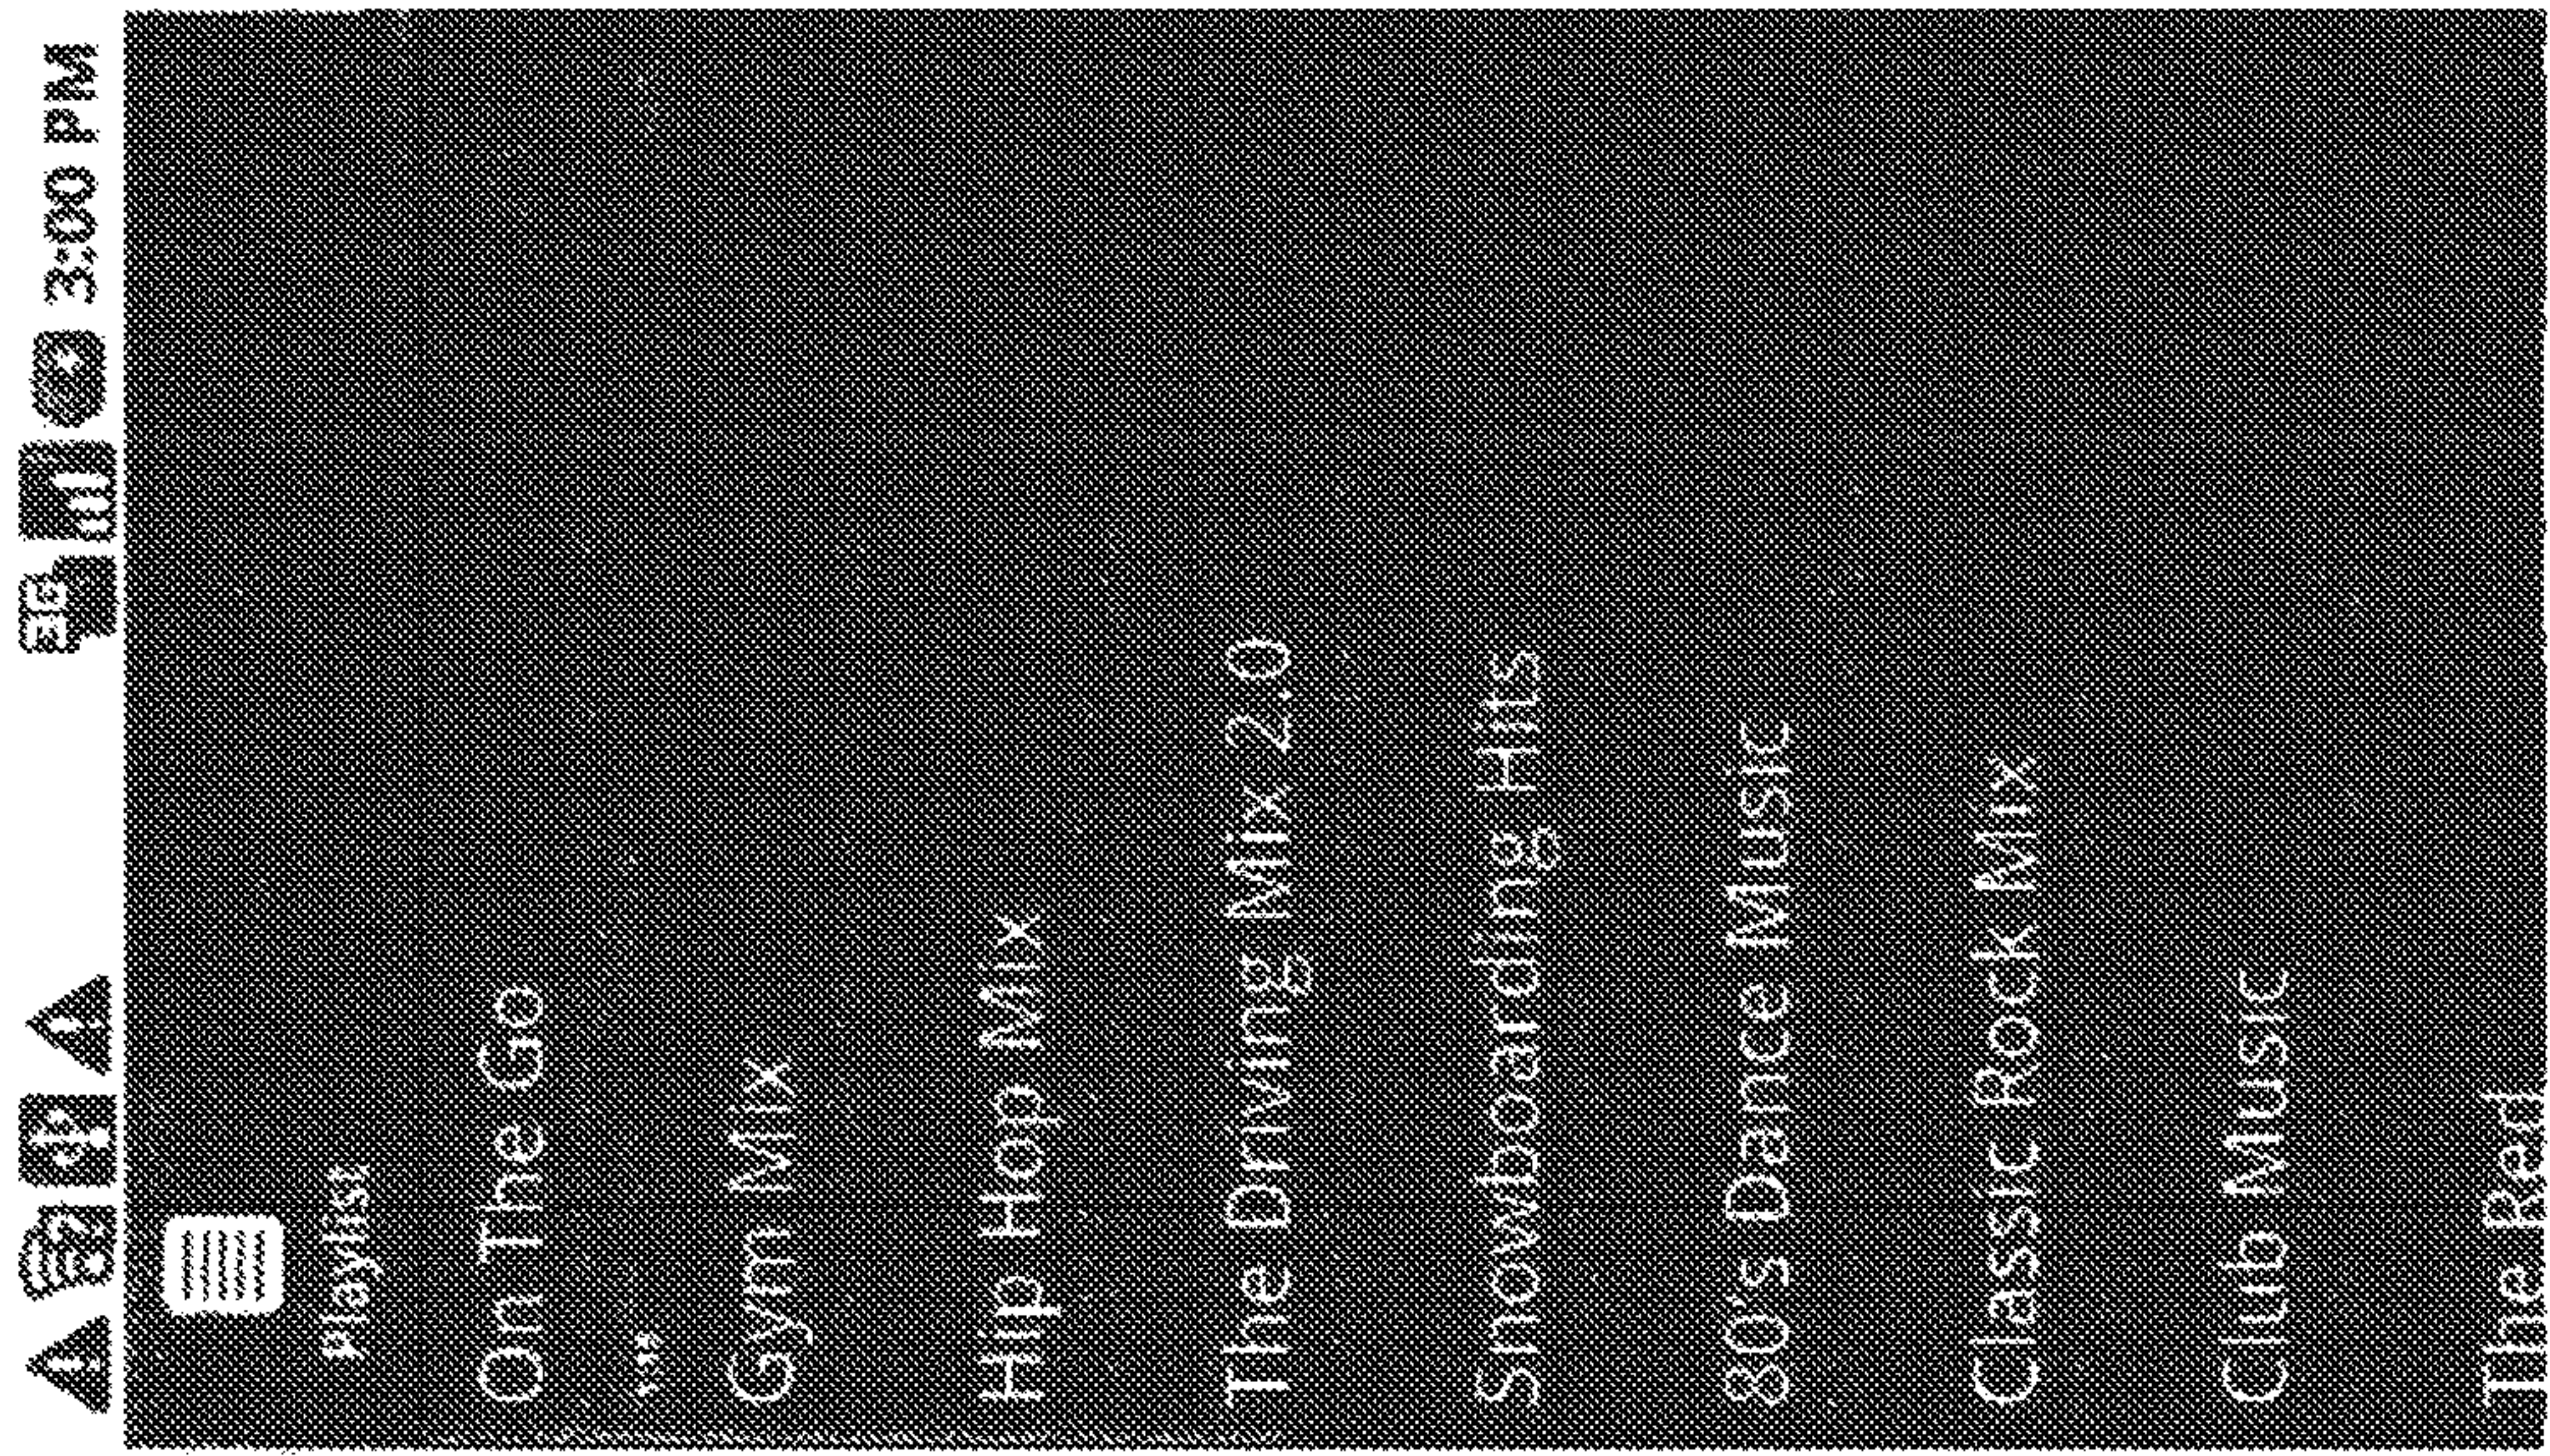 3G 3:00 PM
Playlist
On The Go
Gym Mix
Hip Hop Mix
The Driving Mix 2.0
Snowboarding Hits
80's Dance Music
Classic Rock Mix
Club Music
The Red